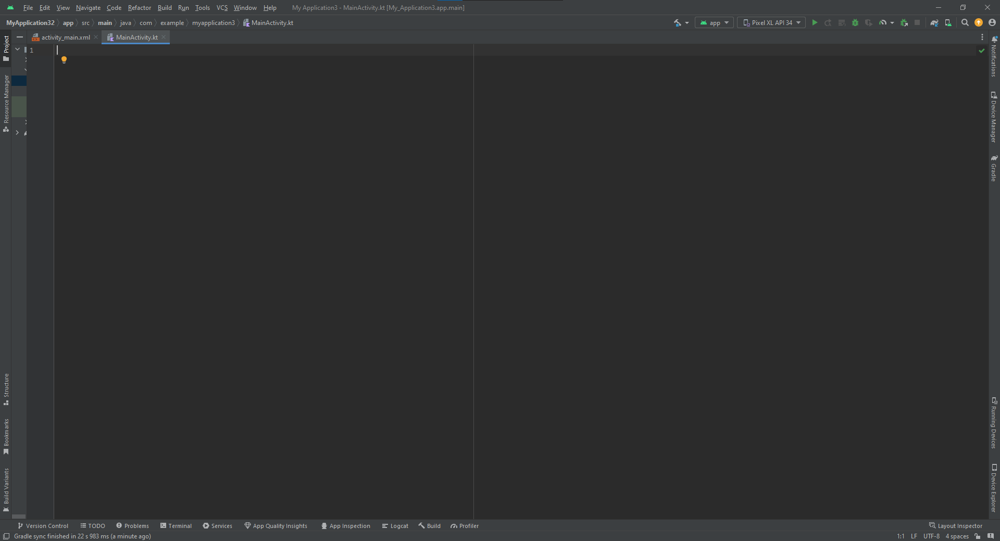 File Edit View Navigate Code Refactor Build Run Tools VCS Window Help My Application3 - MainActivity.kt [My_Application3.app.main]
MyApplication32 app src main java com example myapplication3 MainActivity.kt app Pixel XL API 34
activity_main.xml MainActivity.kt
1
Project
Resource Manager
Structure
Bookmarks
Build Variants
Notifications
Device Manager
Gradle
Running Devices
Device Explorer
Version Control TODO Problems Terminal Services App Quality Insights App Inspection Logcat Build Profiler Layout Inspector
Gradle sync finished in 22 s 983 ms (a minute ago) 1:1 LF UTF-8 4 spaces